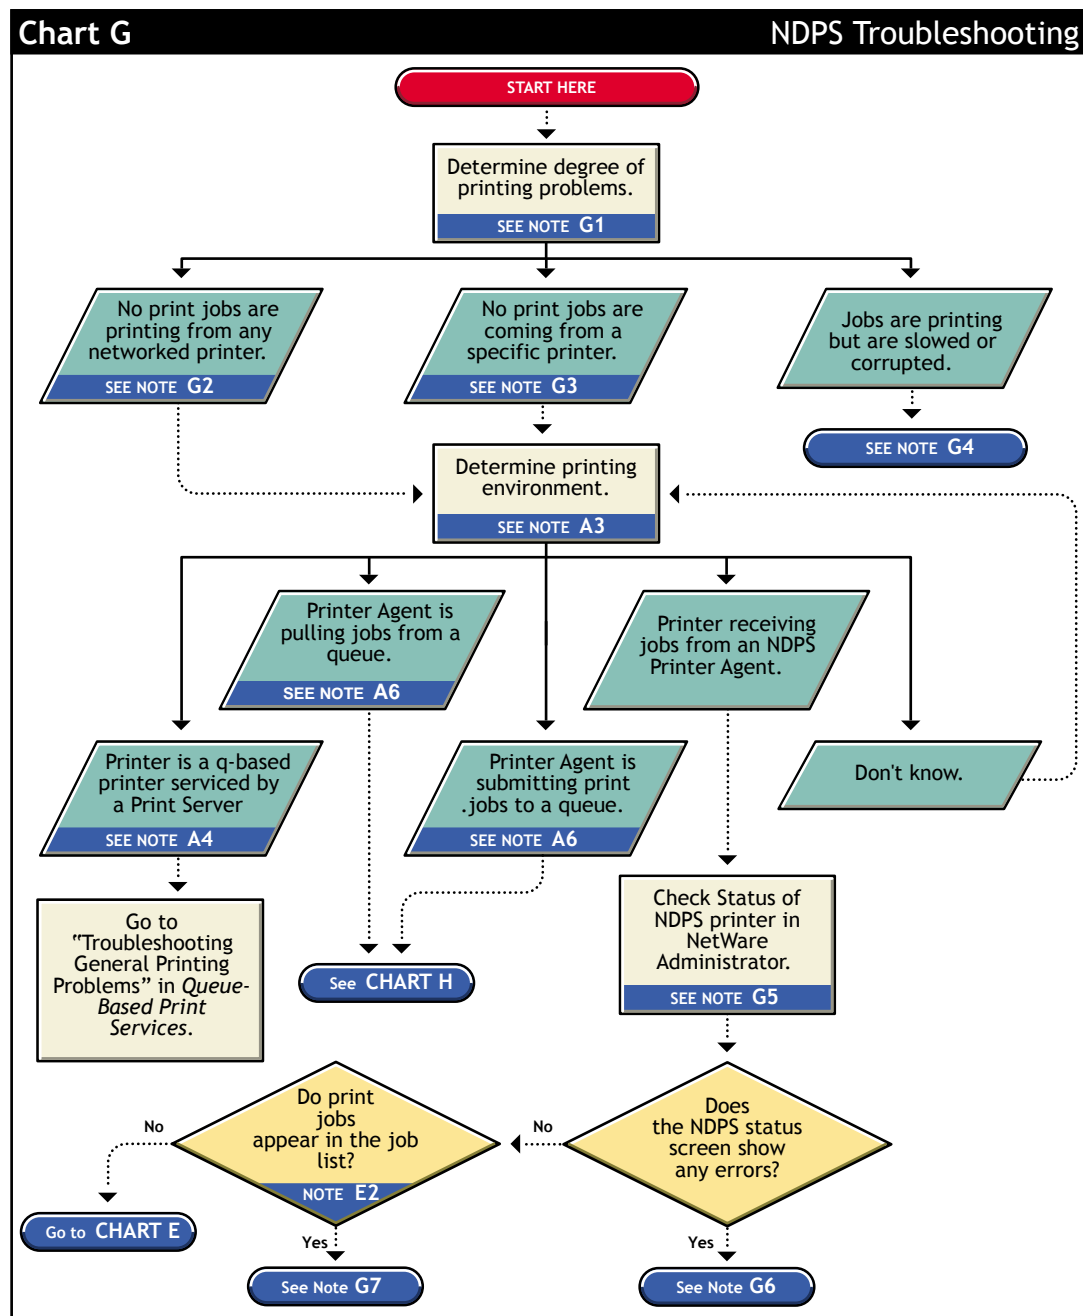 Chart G
NDPS Troubleshooting
START HERE
Determine degree of
printing problems.
SEE NOTE G1
No print jobs are
printing from any
networked printer.
SEE NOTE G2
No print jobs are
coming from a
specific printer.
SEE NOTE G3
Jobs are printing
but are slowed or
corrupted.
SEE NOTE G4
Determine printing
environment.
SEE NOTE A3
Printer Agent is
pulling jobs from a
queue.
SEE NOTE A6
Printer receiving
jobs from an NDPS
Printer Agent.
Printer is a q-based
printer serviced by
a Print Server
SEE NOTE A4
Printer Agent is
submitting print
.jobs to a queue.
SEE NOTE A6
Don't know.
Go to
“Troubleshooting
General Printing
Problems” in Queue-
Based Print
Services.
See CHART H
Check Status of
NDPS printer in
NetWare
Administrator.
SEE NOTE G5
Do print
jobs
appear in the job
list?
NOTE E2
Does
the NDPS status
screen show
any errors?
No
No
Go to CHART E
Yes
Yes
See Note G7
See Note G6